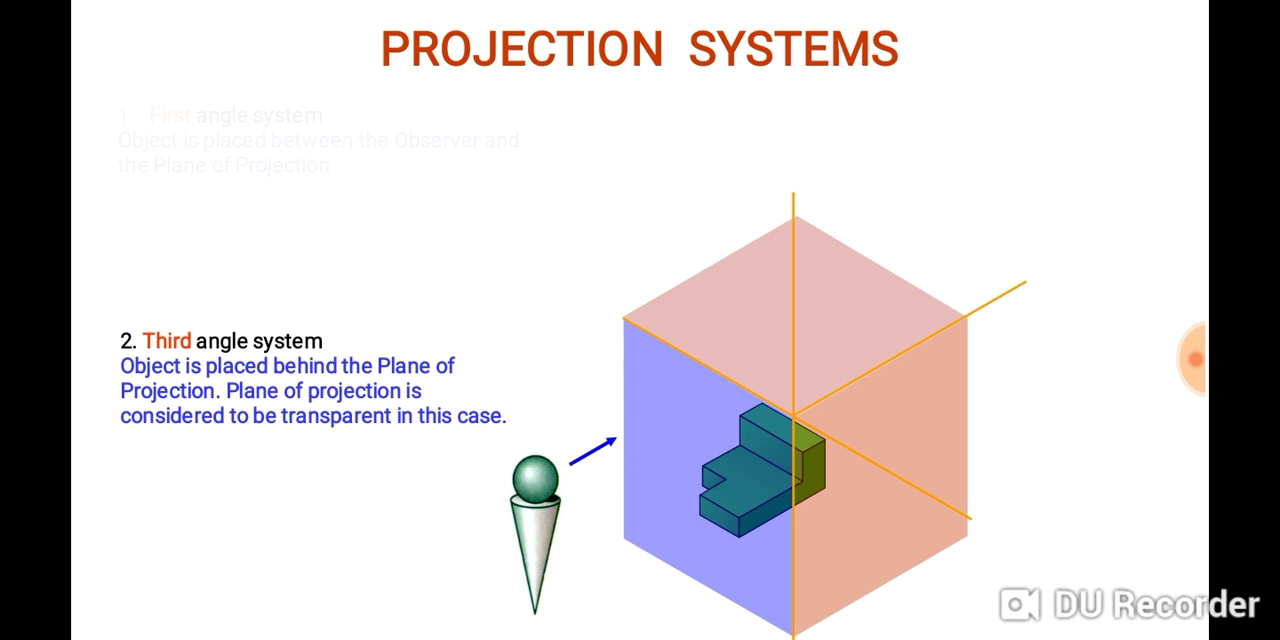 PROJECTION SYSTEMS
1 First angle system
Object is placed between the Observer and
the Plane of Projection
2. Third angle system
Object is placed behind the Plane of
Projection. Plane of projection is
considered to be transparent in this case.
DU Recorder